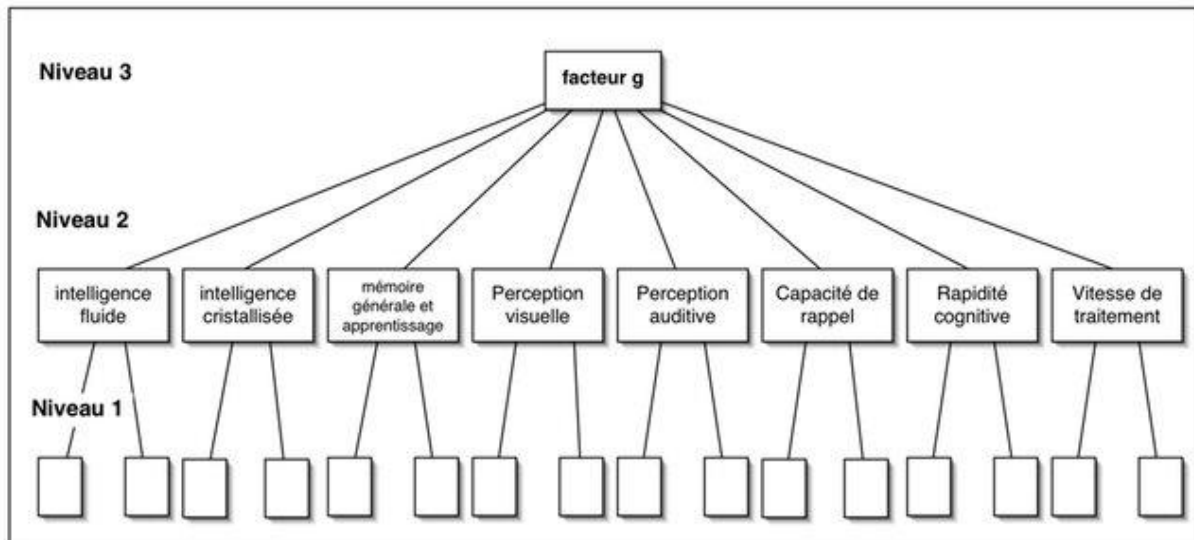 Niveau 3
facteur g
Niveau 2
intelligence
fluide
intelligence
cristallisée
mémoire
générale et
apprentissage
Perception
visuelle
Perception
auditive
Capacité de
rappel
Rapidité
cognitive
Vitesse de
traitement
Niveau 1